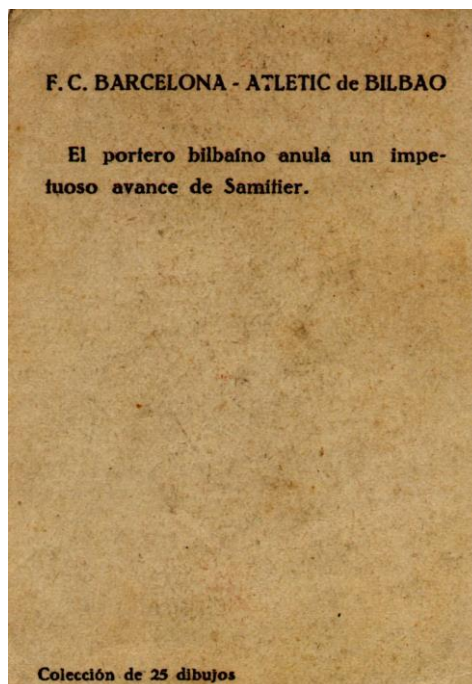 F. C. BARCELONA - ATLETIC de BILBAO
El portero bilbaíno anula un impe-
tuoso avance de Samitier.
Colección de 25 dibujos